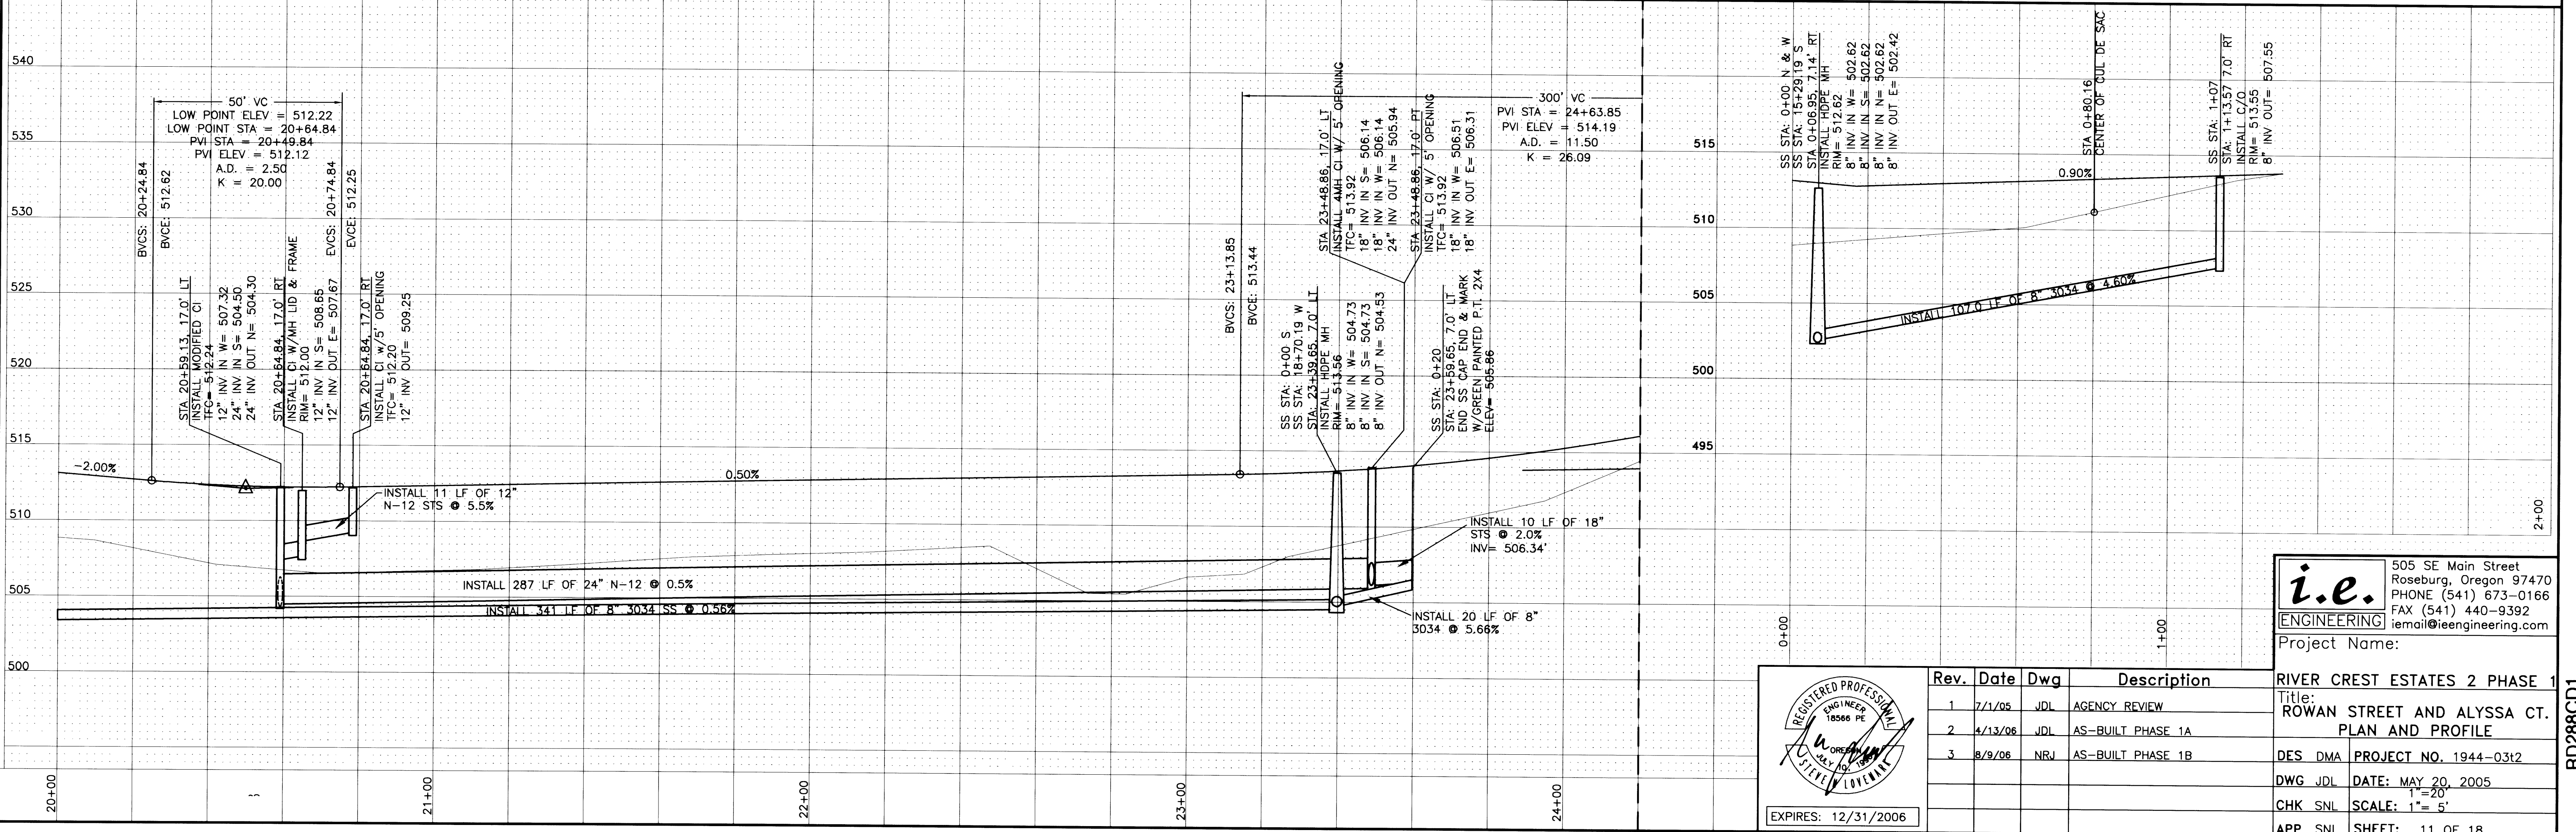 540
535
530
525
520
515
510
505
500
50' VC
LOW POINT ELEV = 512.22
LOW POINT STA = 20+64.84
PVI STA = 20+49.84
PVI ELEV = 512.12
A.D. = 2.50
K = 20.00
BVCS: 20+24.84
BVCE: 512.62
EVCS: 20+74.84
EVCE: 512.25
STA 20+59.13, 17.0' LT
INSTALL MODIFIED CI
TFC= 512.24
12" INV IN W= 507.32
24" INV IN S= 504.50
24" INV OUT N= 504.30
STA 20+64.84, 17.0' RT
INSTALL CI W/MH LID & FRAME
RIM= 512.00
12" INV IN S= 508.65
12" INV OUT E= 507.67
STA 20+64.84, 17.0' RT
INSTALL CI w/5' OPENING
TFC= 512.20
12" INV OUT= 509.25
-2.00%
0.50%
INSTALL 11 LF OF 12"
N-12 STS @ 5.5%
INSTALL 287 LF OF 24" N-12 @ 0.5%
INSTALL 341 LF OF 8" 3034 SS @ 0.56%
BVCS: 23+13.85
BVCE: 513.44
300' VC
PVI STA = 24+63.85
PVI ELEV = 514.19
A.D. = 11.50
K = 26.09
STA 23+48.86, 17.0' LT
INSTALL 4MH CI W/ 5' OPENING
TFC= 513.92
18" INV IN S= 506.14
18" INV IN W= 506.14
24" INV OUT N= 505.94
STA 23+48.86, 17.0' RT
INSTALL CI W/ 5' OPENING
TFC= 513.92
18" INV IN W= 506.51
18" INV OUT E= 506.31
SS STA: 0+00 S
SS STA: 18+70.19 W
STA: 23+39.65, 7.0' LT
INSTALL HDPE MH
RIM= 513.56
8" INV IN W= 504.73
8" INV IN S= 504.73
8" INV OUT N= 504.53
SS STA: 0+20
STA: 23+59.65, 7.0' LT
END SS CAP END & MARK
W/GREEN PAINTED P.T. 2X4
ELEV= 505.86
INSTALL 10 LF OF 18"
STS @ 2.0%
INV= 506.34'
INSTALL 20 LF OF 8"
3034 @ 5.66%
20+00
21+00
22+00
23+00
24+00
515
510
505
500
495
SS STA: 0+00 N & W
SS STA: 15+29.19 S
STA 0+06.95, 7.14' RT
INSTALL HDPE MH
RIM= 512.62
8" INV IN W= 502.62
8" INV IN S= 502.62
8" INV IN N= 502.62
8" INV OUT E= 502.42
STA 0+80.16
CENTER OF CUL DE SAC
SS STA: 1+07
STA: 1+13.57 7.0' RT
INSTALL C/O
RIM= 513.55
8" INV OUT= 507.55
0.90%
INSTALL 107.0 LF OF 8" 3034 @ 4.60%
0+00
1+00
2+00
i.e.
ENGINEERING
505 SE Main Street
Roseburg, Oregon 97470
PHONE (541) 673-0166
FAX (541) 440-9392
iemail@ieengineering.com
Project Name:
RIVER CREST ESTATES 2 PHASE 1
Title:
ROWAN STREET AND ALYSSA CT.
PLAN AND PROFILE
DES DMA PROJECT NO. 1944-03t2
DWG JDL DATE: MAY 20, 2005
1"=20'
CHK SNL SCALE: 1"= 5'
APP SNL SHEET: 11 OF 18
Rev. Date Dwg Description
1 7/1/05 JDL AGENCY REVIEW
2 4/13/06 JDL AS-BUILT PHASE 1A
3 8/9/06 NRJ AS-BUILT PHASE 1B
REGISTERED PROFESSIONAL
ENGINEER
18566 PE
OREGON
EXPIRES: 12/31/2006
RD288GD1